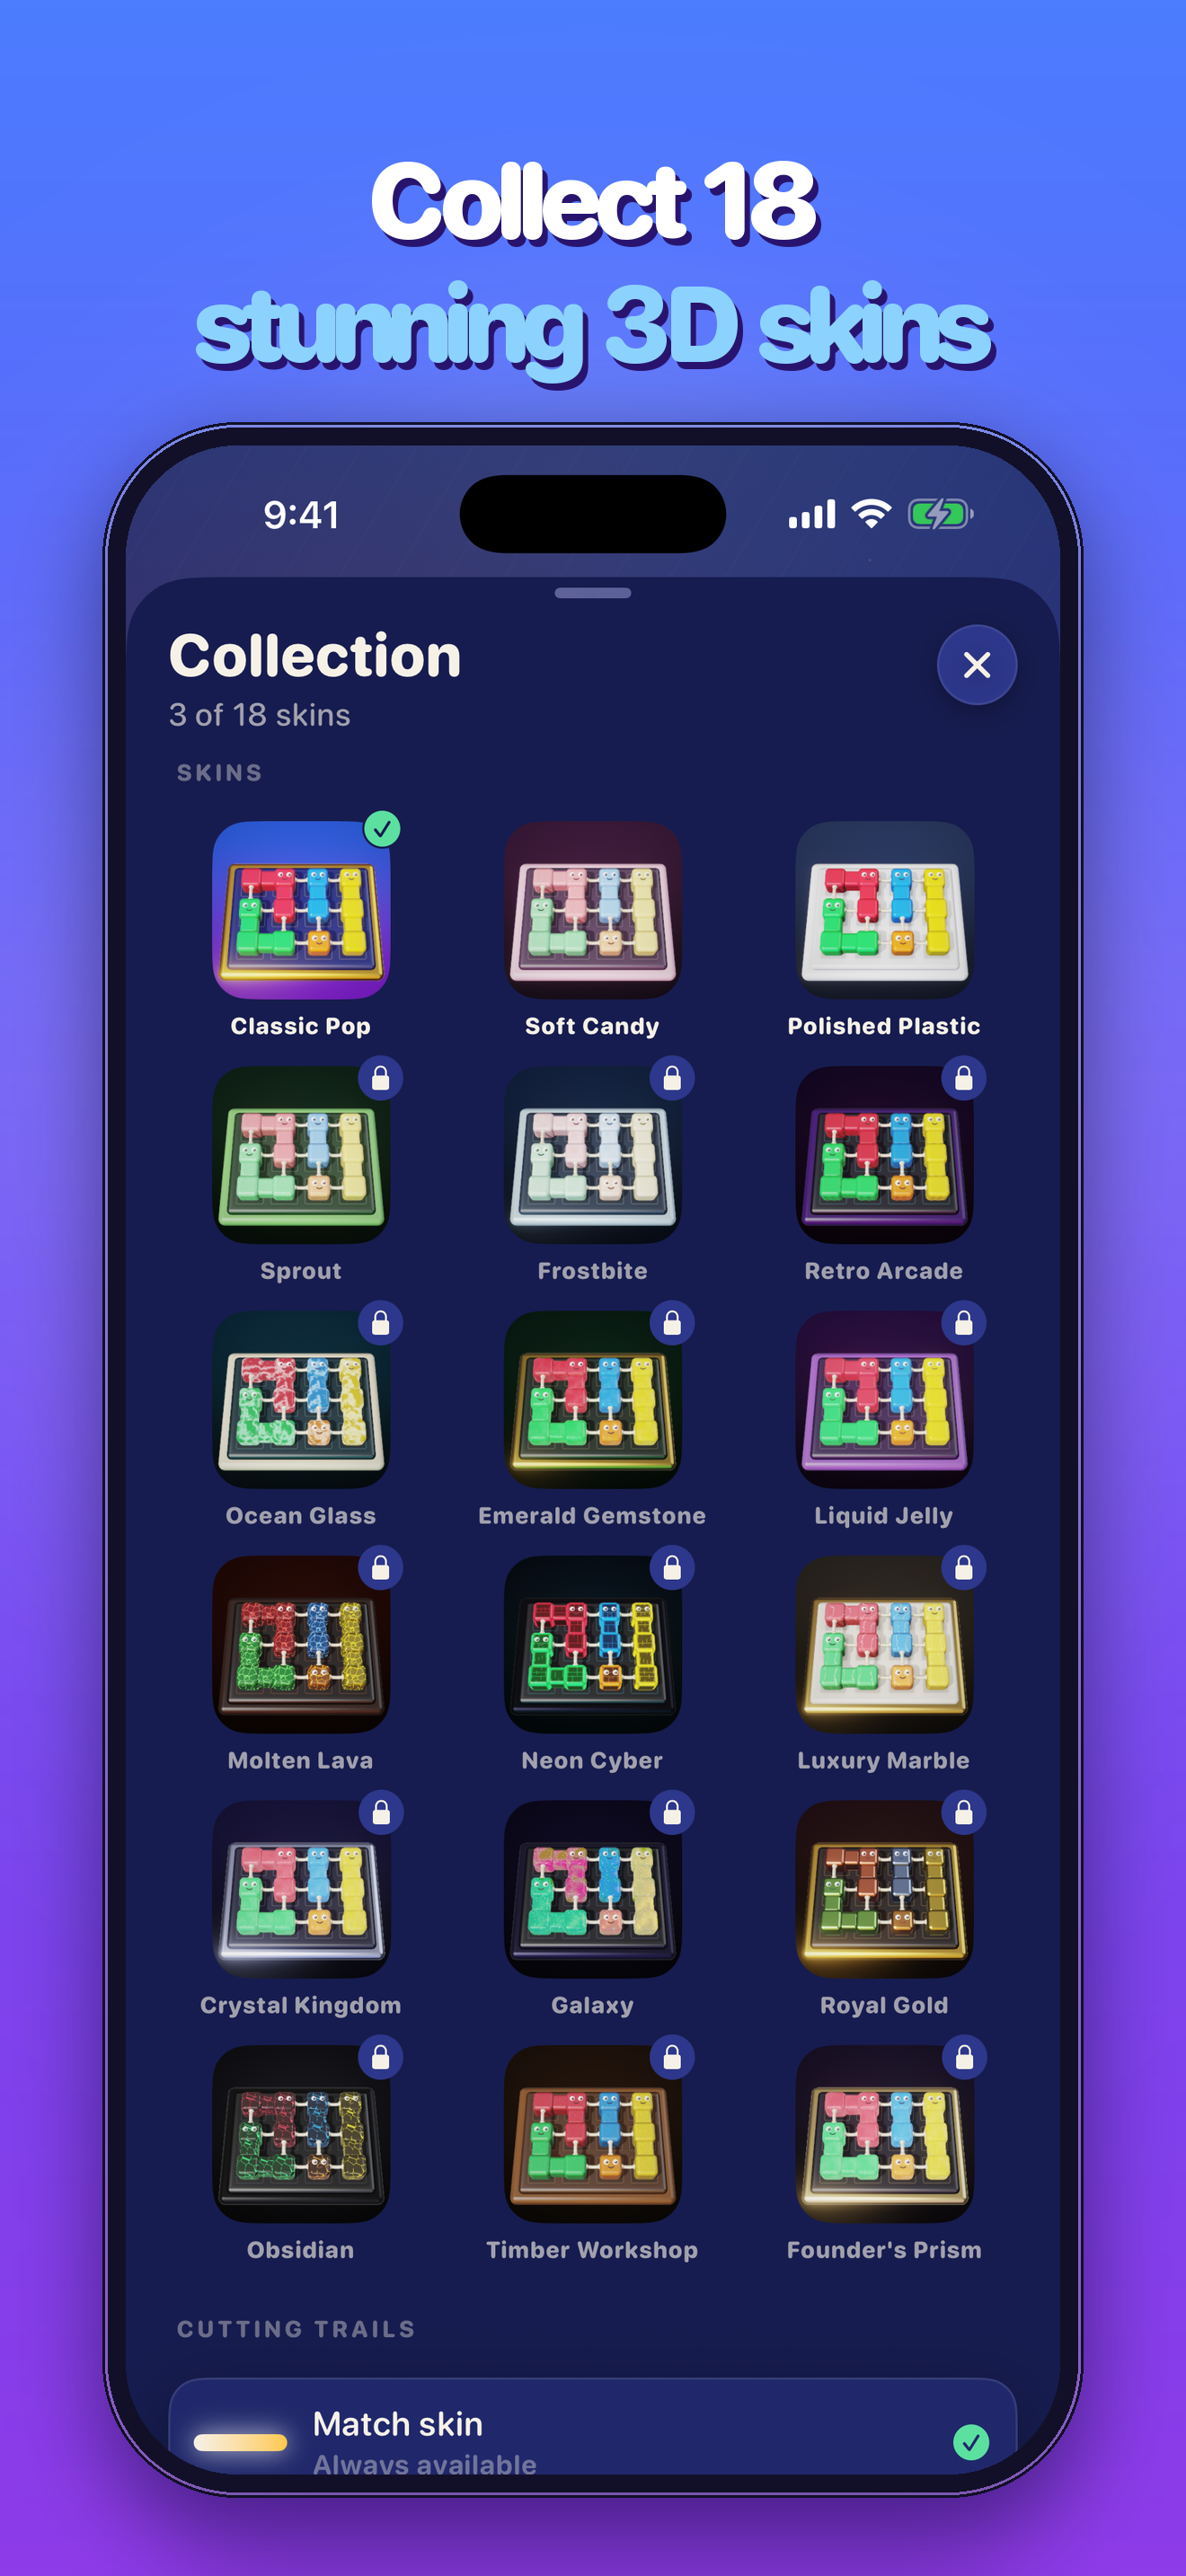 Collect 18
stunning 3D skins
9:41
Collection
3 of 18 skins
SKINS
Classic Pop
Soft Candy
Polished Plastic
Sprout
Frostbite
Retro Arcade
Ocean Glass
Emerald Gemstone
Liquid Jelly
Molten Lava
Neon Cyber
Luxury Marble
Crystal Kingdom
Galaxy
Royal Gold
Obsidian
Timber Workshop
Founder's Prism
CUTTING TRAILS
Match skin
Always available